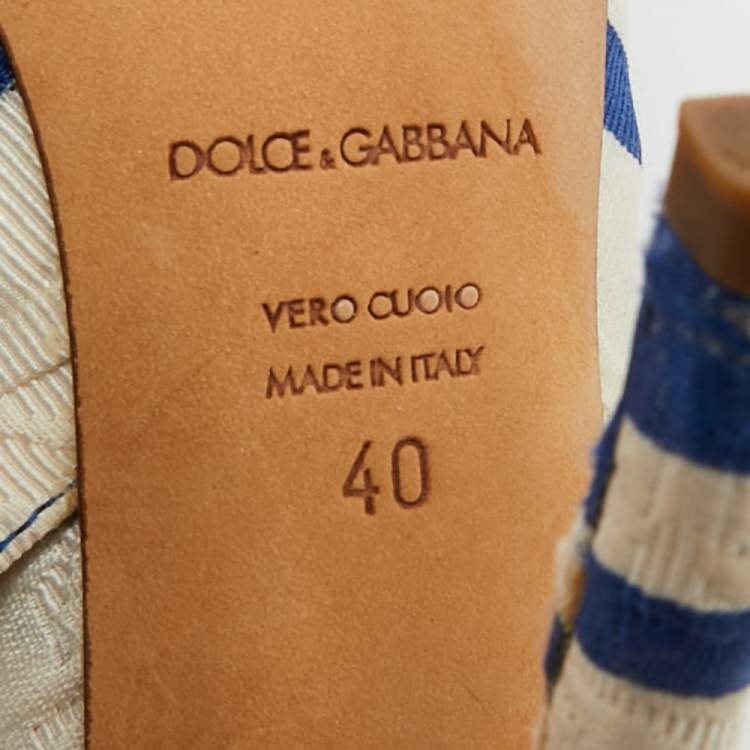 DOLCE & GABBANA
VERO CUOIO
MADE IN ITALY
40